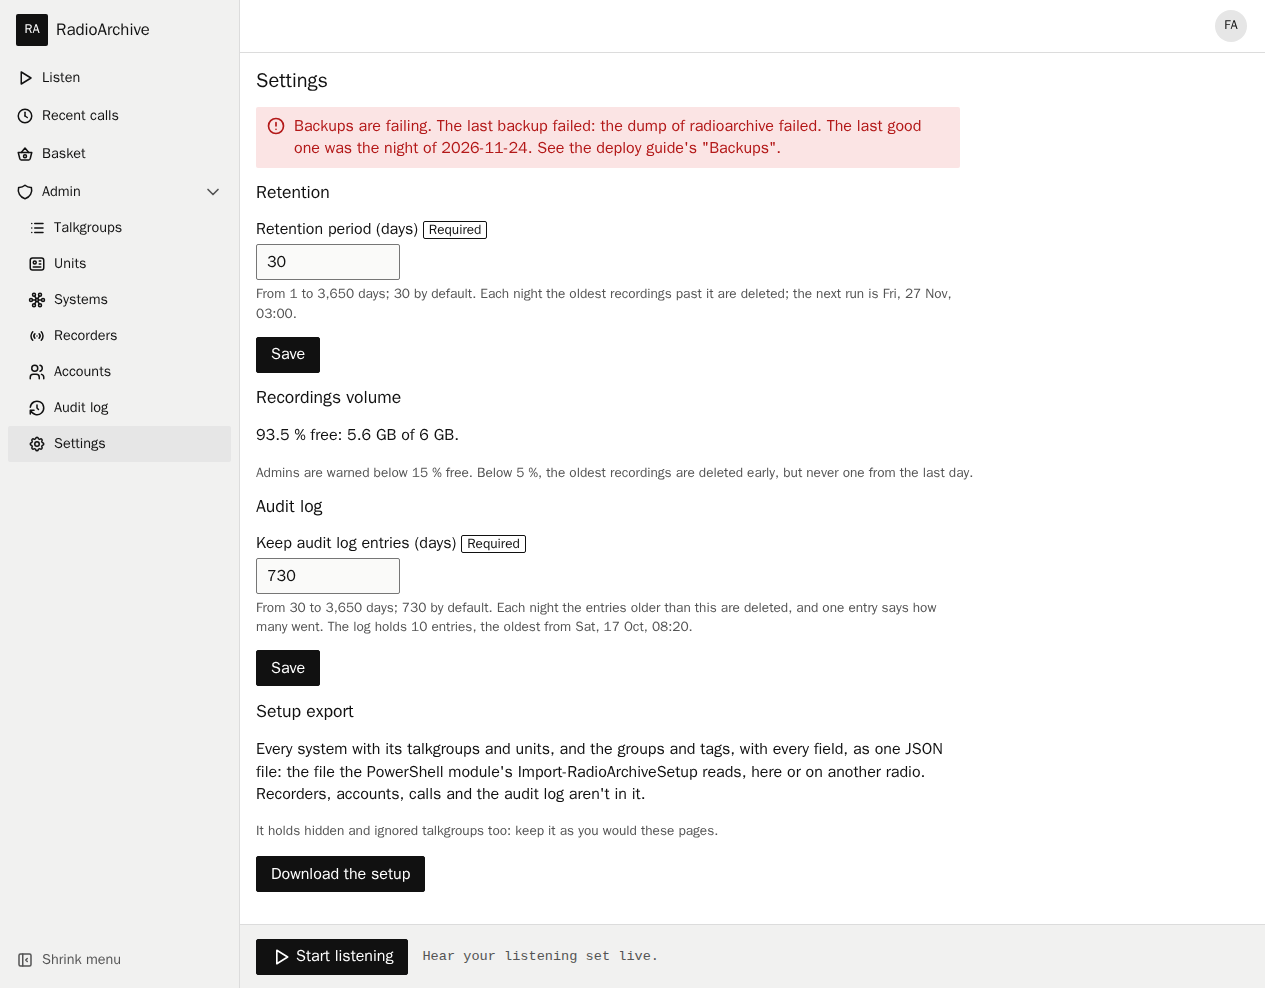 RA RadioArchive
FA
Listen
Recent calls
Basket
Admin
Talkgroups
Units
Systems
Recorders
Accounts
Audit log
Settings
Shrink menu
Settings
Backups are failing. The last backup failed: the dump of radioarchive failed. The last good
one was the night of 2026-11-24. See the deploy guide's "Backups".
Retention
Retention period (days) Required
30
From 1 to 3,650 days; 30 by default. Each night the oldest recordings past it are deleted; the next run is Fri, 27 Nov,
03:00.
Save
Recordings volume
93.5 % free: 5.6 GB of 6 GB.
Admins are warned below 15 % free. Below 5 %, the oldest recordings are deleted early, but never one from the last day.
Audit log
Keep audit log entries (days) Required
730
From 30 to 3,650 days; 730 by default. Each night the entries older than this are deleted, and one entry says how
many went. The log holds 10 entries, the oldest from Sat, 17 Oct, 08:20.
Save
Setup export
Every system with its talkgroups and units, and the groups and tags, with every field, as one JSON
file: the file the PowerShell module's Import-RadioArchiveSetup reads, here or on another radio.
Recorders, accounts, calls and the audit log aren't in it.
It holds hidden and ignored talkgroups too: keep it as you would these pages.
Download the setup
Start listening Hear your listening set live.